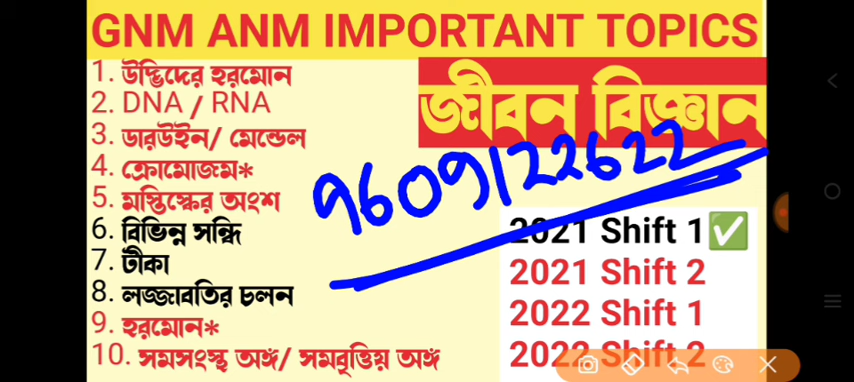 GNM ANM IMPORTANT TOPICS
জীবন বিজ্ঞান
1. উদ্ভিদের হরমোন
2. DNA / RNA
3. ডারউইন/ মেন্ডেল
4. ক্রোমোজম*
5. মস্তিস্কের অংশ
6. বিভিন্ন সন্ধি
7. টীকা
8. লজ্জাবতির চলন
9. হরমোন*
10. সমসংস্থ অঙ্গ/ সমবৃত্তিয় অঙ্গ
9609122622
2021 Shift 1✅
2021 Shift 2
2022 Shift 1
2022 Shift 2